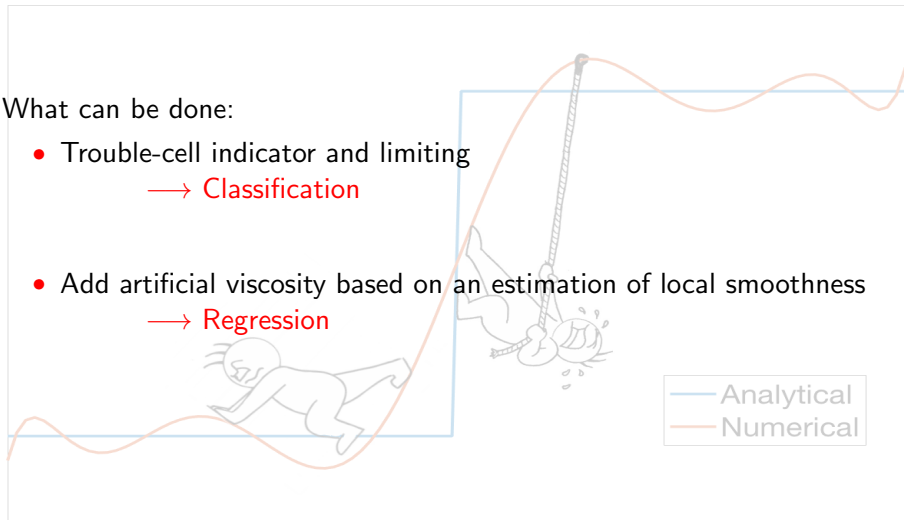 What can be done:
• Trouble-cell indicator and limiting
⟶ Classification
• Add artificial viscosity based on an estimation of local smoothness
⟶ Regression
Analytical
Numerical